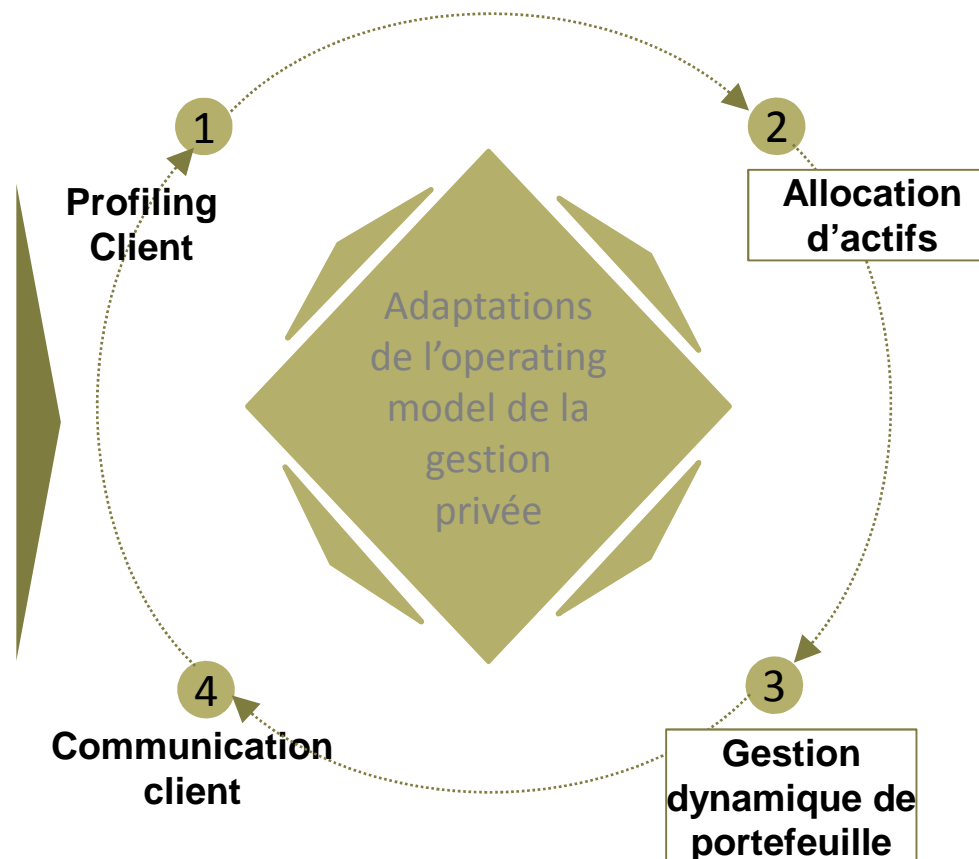 1
Profiling
Client
2
Allocation
d’actifs
Adaptations
de l’operating
model de la
gestion
privée
3
Gestion
dynamique de
portefeuille
4
Communication
client